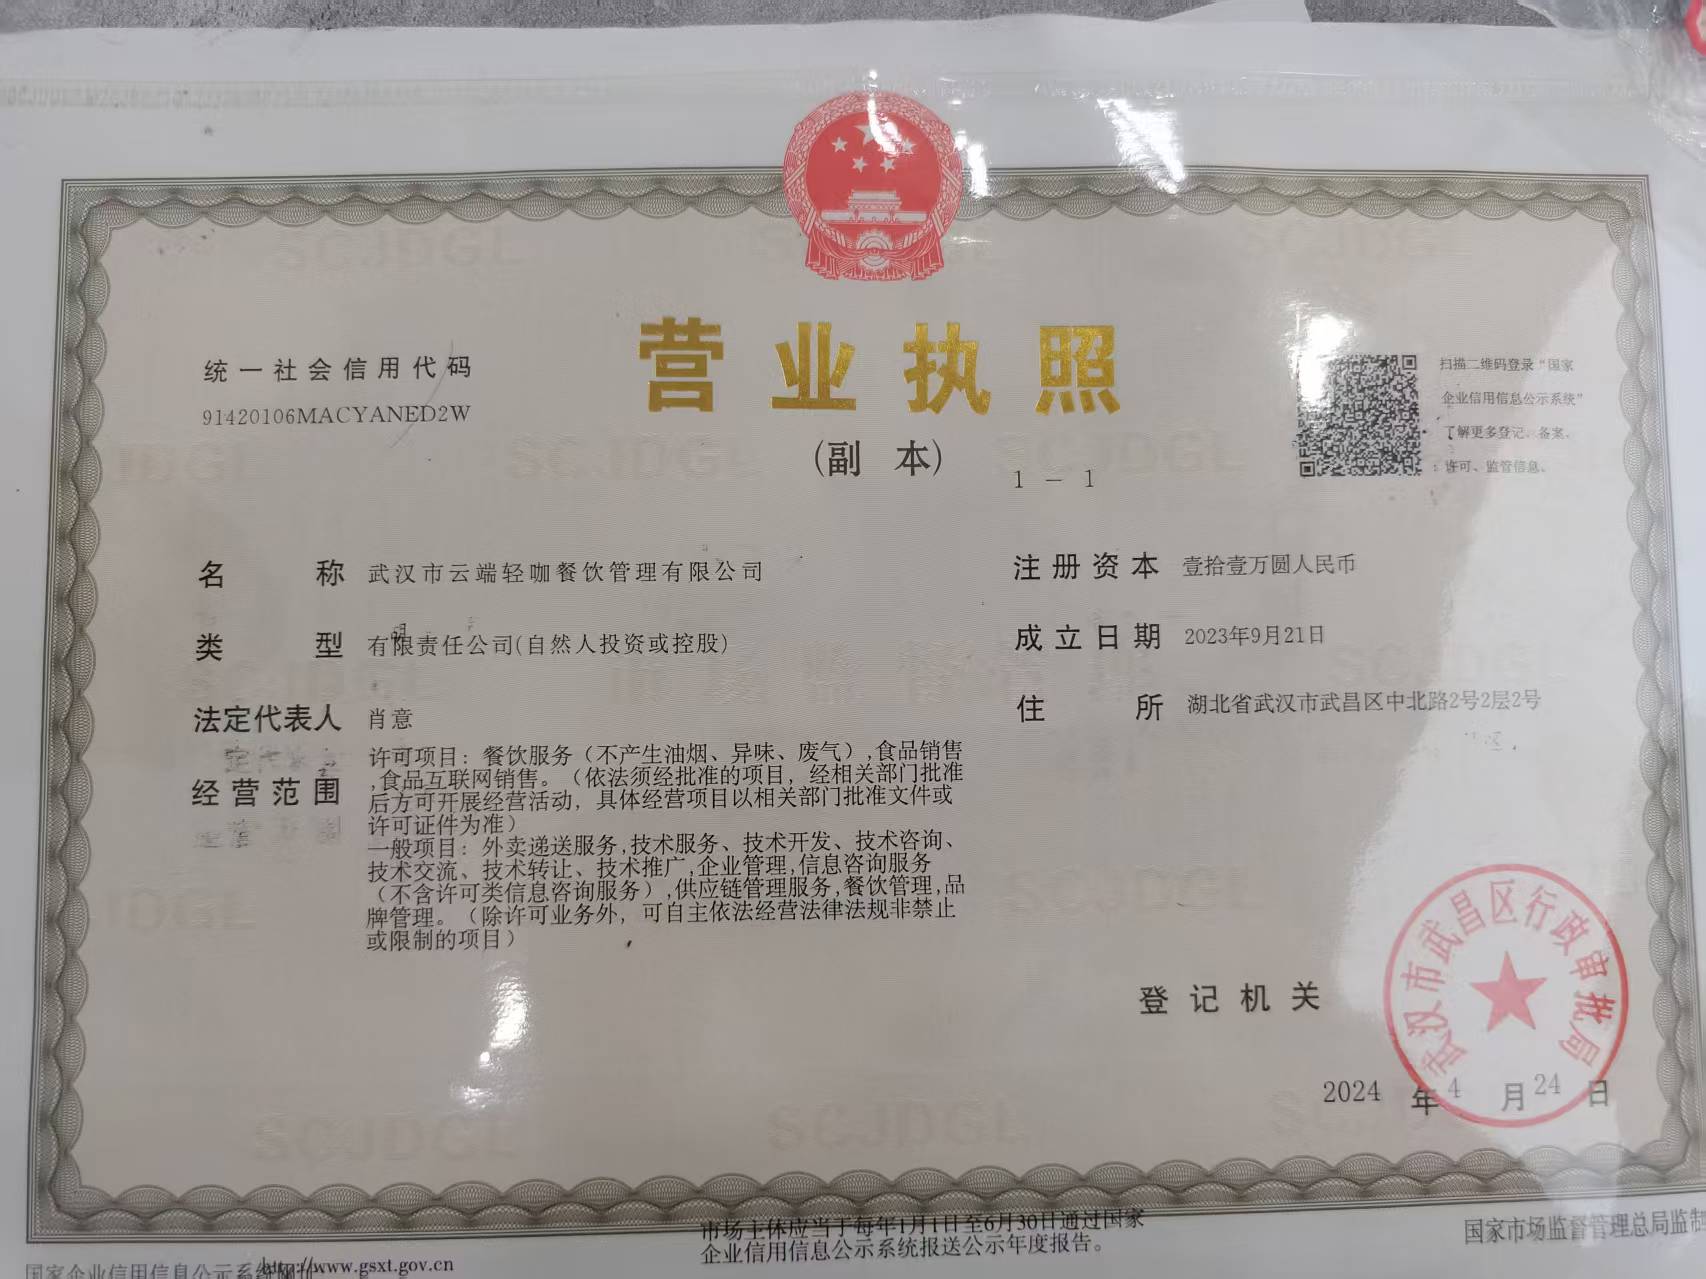 营业执照
(副 本)
1 - 1
统一社会信用代码
91420106MACYANED2W
扫描二维码登录“国家
企业信用信息公示系统”
了解更多登记、备案、
许可、监管信息。
名 称 武汉市云端轻咖餐饮管理有限公司
类 型 有限责任公司(自然人投资或控股)
法定代表人 肖意
经营范围 许可项目：餐饮服务（不产生油烟、异味、废气）,食品销售
,食品互联网销售。（依法须经批准的项目，经相关部门批准
后方可开展经营活动，具体经营项目以相关部门批准文件或
许可证件为准）
一般项目：外卖递送服务,技术服务、技术开发、技术咨询、
技术交流、技术转让、技术推广,企业管理,信息咨询服务
（不含许可类信息咨询服务）,供应链管理服务,餐饮管理,品
牌管理。（除许可业务外，可自主依法经营法律法规非禁止
或限制的项目）
注册资本 壹拾壹万圆人民币
成立日期 2023年9月21日
住 所 湖北省武汉市武昌区中北路2号2层2号
登记机关
武汉市武昌区行政审批局
2024 年 4 月 24 日
国家企业信用信息公示系统网址:
http://www.gsxt.gov.cn
市场主体应当于每年1月1日至6月30日通过国家
企业信用信息公示系统报送公示年度报告。
国家市场监督管理总局监制
SCJDGL